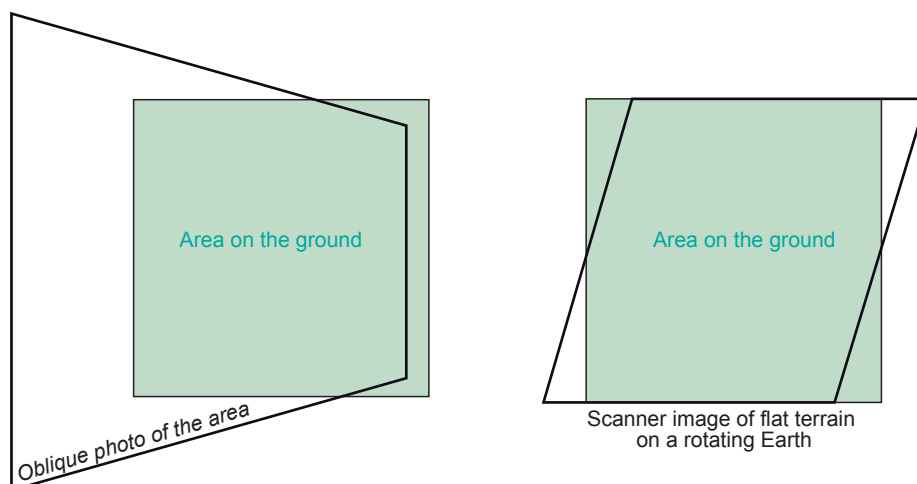 Area on the ground
Oblique photo of the area
Area on the ground
Scanner image of flat terrain
on a rotating Earth